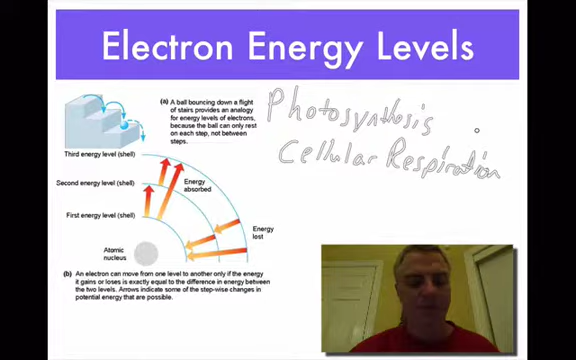 Electron Energy Levels
(a) A ball bouncing down a flight
of stairs provides an analogy
for energy levels of electrons,
because the ball can only rest
on each step, not between
steps.
Photosynthosis
Cellular Respiration
Third energy level (shell)
Second energy level (shell)
Energy
absorbed
First energy level (shell)
Energy
lost
Atomic
nucleus
(b) An electron can move from one level to another only if the energy
it gains or loses is exactly equal to the difference in energy between
the two levels. Arrows indicate some of the step-wise changes in
potential energy that are possible.